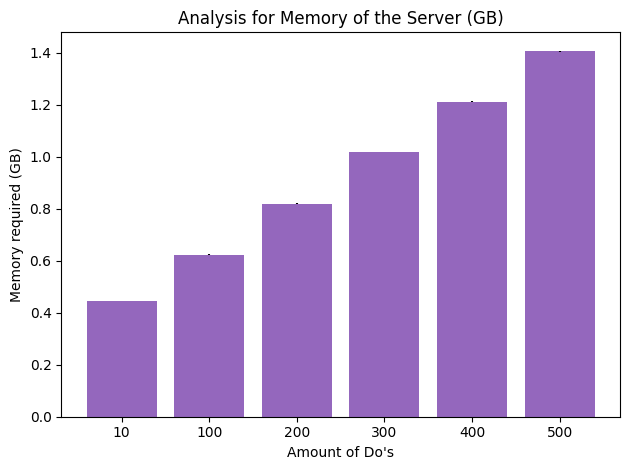 Analysis for Memory of the Server (GB)
1.4
1.2
1.0
0.8
0.6
0.4
0.2
0.0
Memory required (GB)
10 100 200 300 400 500
Amount of Do's